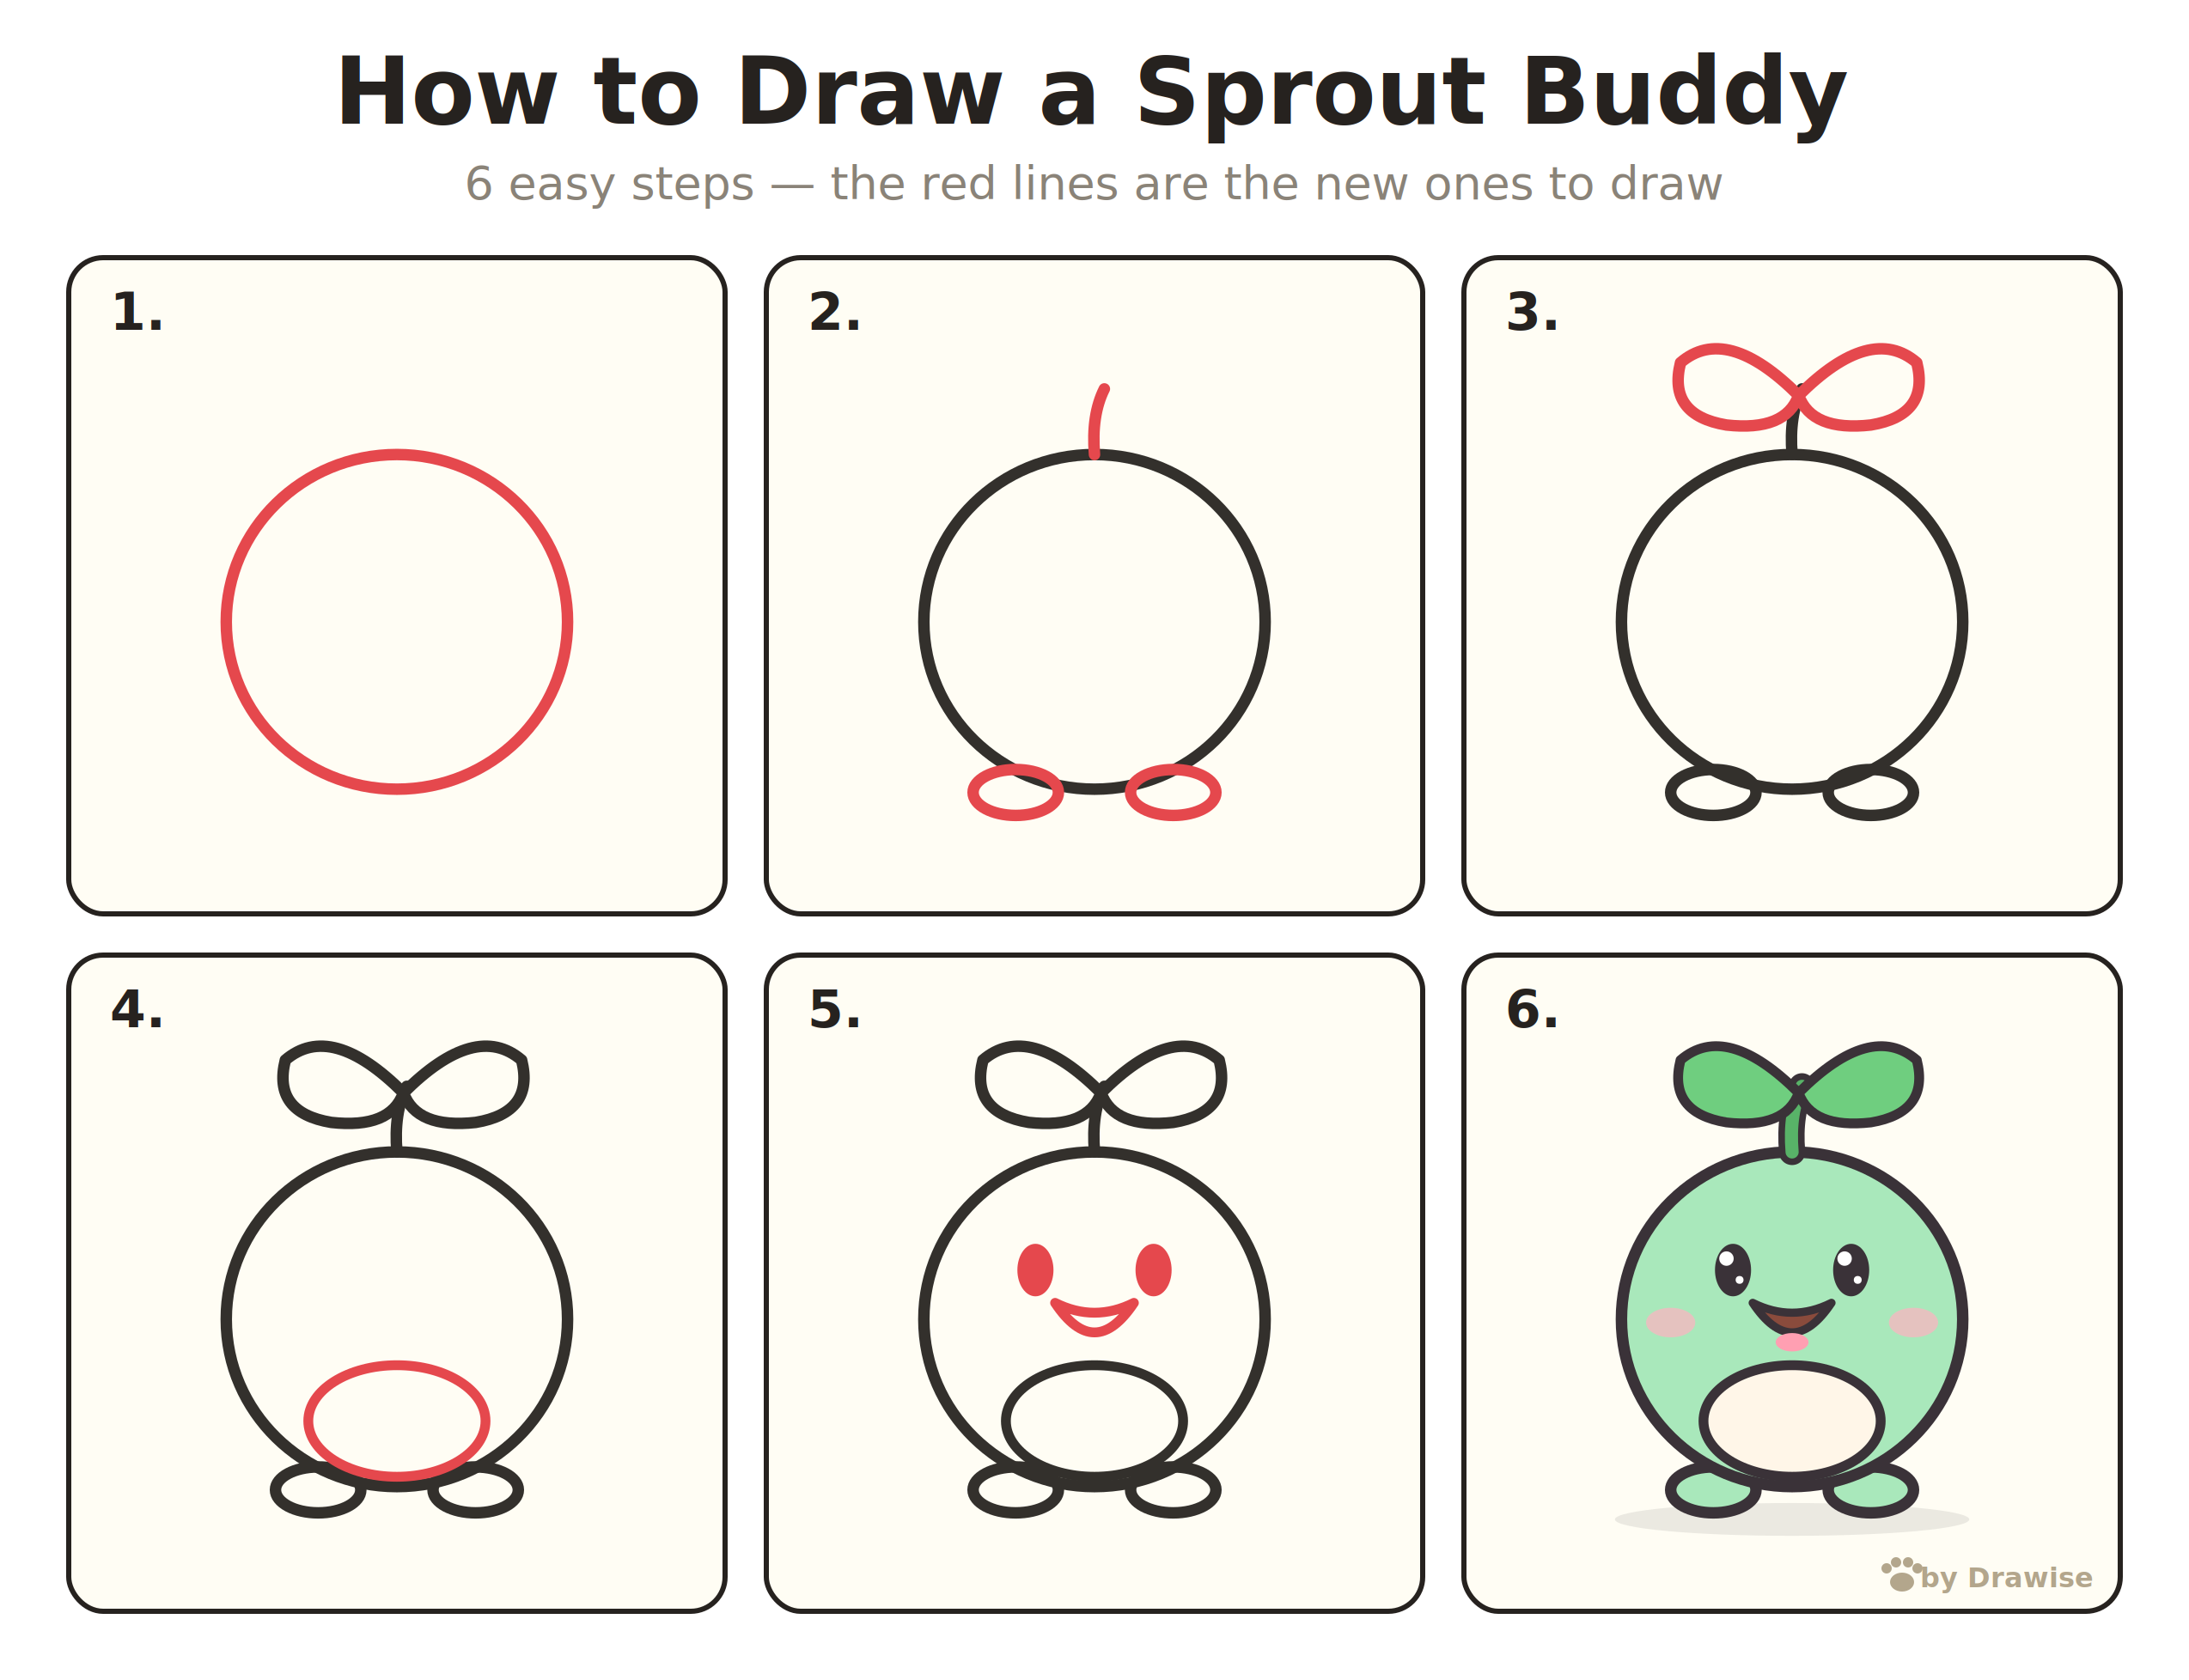 How to Draw a Sprout Buddy
6 easy steps — the red lines are the new ones to draw
1.
2.
3.
4.
5.
6.
by Drawise